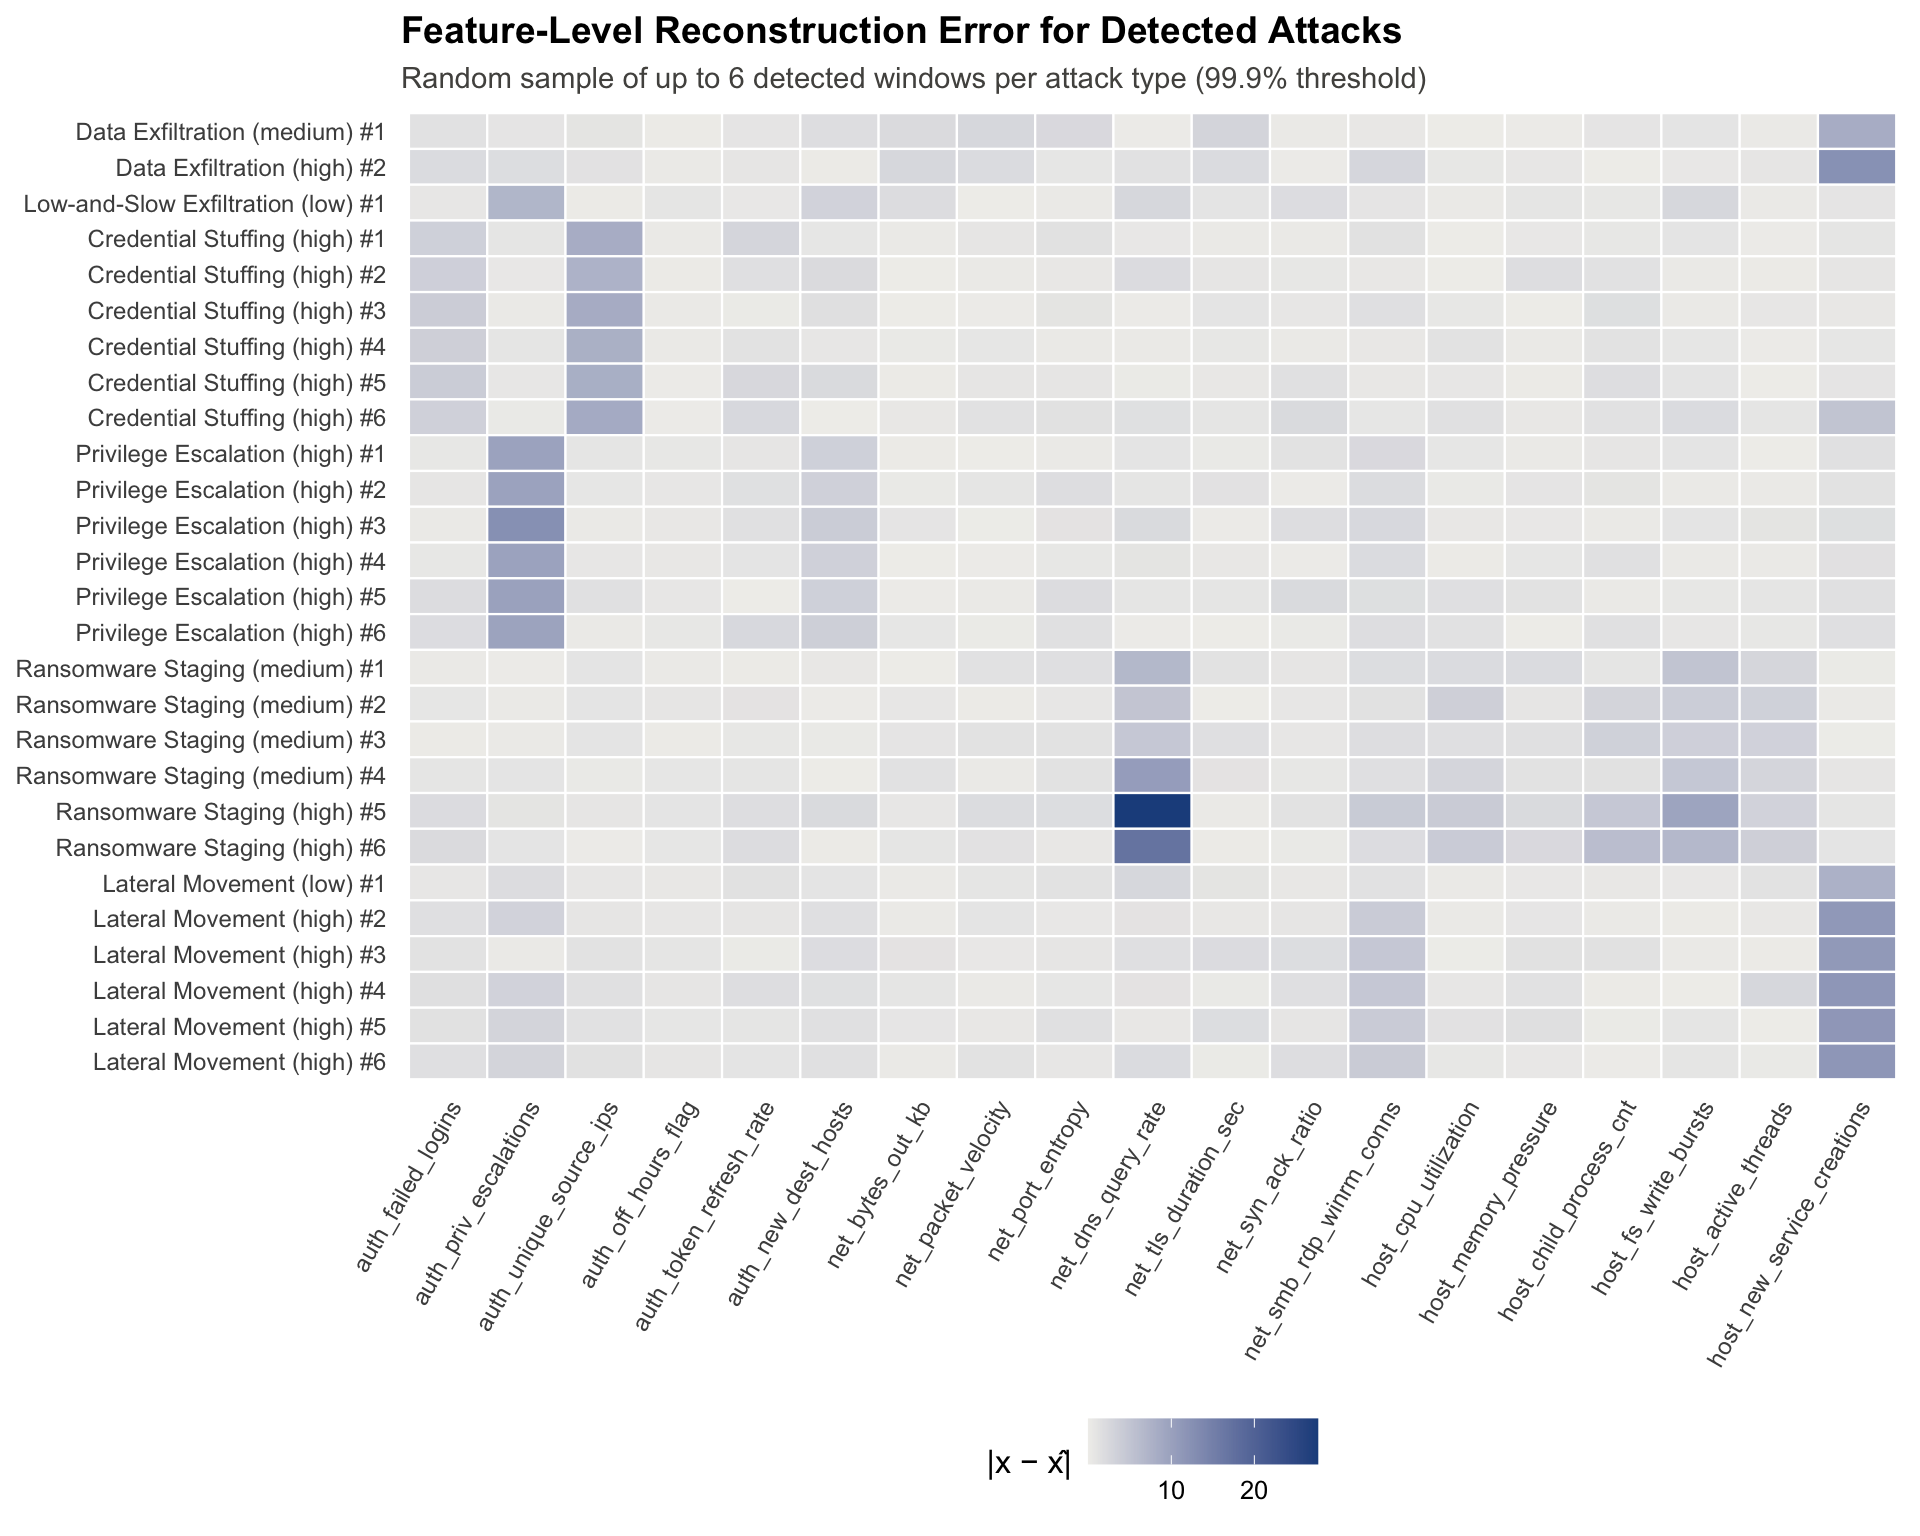 Feature-Level Reconstruction Error for Detected Attacks
Random sample of up to 6 detected windows per attack type (99.9% threshold)
Data Exfiltration (medium) #1
Data Exfiltration (high) #2
Low-and-Slow Exfiltration (low) #1
Credential Stuffing (high) #1
Credential Stuffing (high) #2
Credential Stuffing (high) #3
Credential Stuffing (high) #4
Credential Stuffing (high) #5
Credential Stuffing (high) #6
Privilege Escalation (high) #1
Privilege Escalation (high) #2
Privilege Escalation (high) #3
Privilege Escalation (high) #4
Privilege Escalation (high) #5
Privilege Escalation (high) #6
Ransomware Staging (medium) #1
Ransomware Staging (medium) #2
Ransomware Staging (medium) #3
Ransomware Staging (medium) #4
Ransomware Staging (high) #5
Ransomware Staging (high) #6
Lateral Movement (low) #1
Lateral Movement (high) #2
Lateral Movement (high) #3
Lateral Movement (high) #4
Lateral Movement (high) #5
Lateral Movement (high) #6
auth_failed_logins
auth_priv_escalations
auth_unique_source_ips
auth_off_hours_flag
auth_token_refresh_rate
auth_new_dest_hosts
net_bytes_out_kb
net_packet_velocity
net_port_entropy
net_dns_query_rate
net_tls_duration_sec
net_syn_ack_ratio
net_smb_rdp_winrm_conns
host_cpu_utilization
host_memory_pressure
host_child_process_cnt
host_fs_write_bursts
host_active_threads
host_new_service_creations
|x − x̂|
10
20